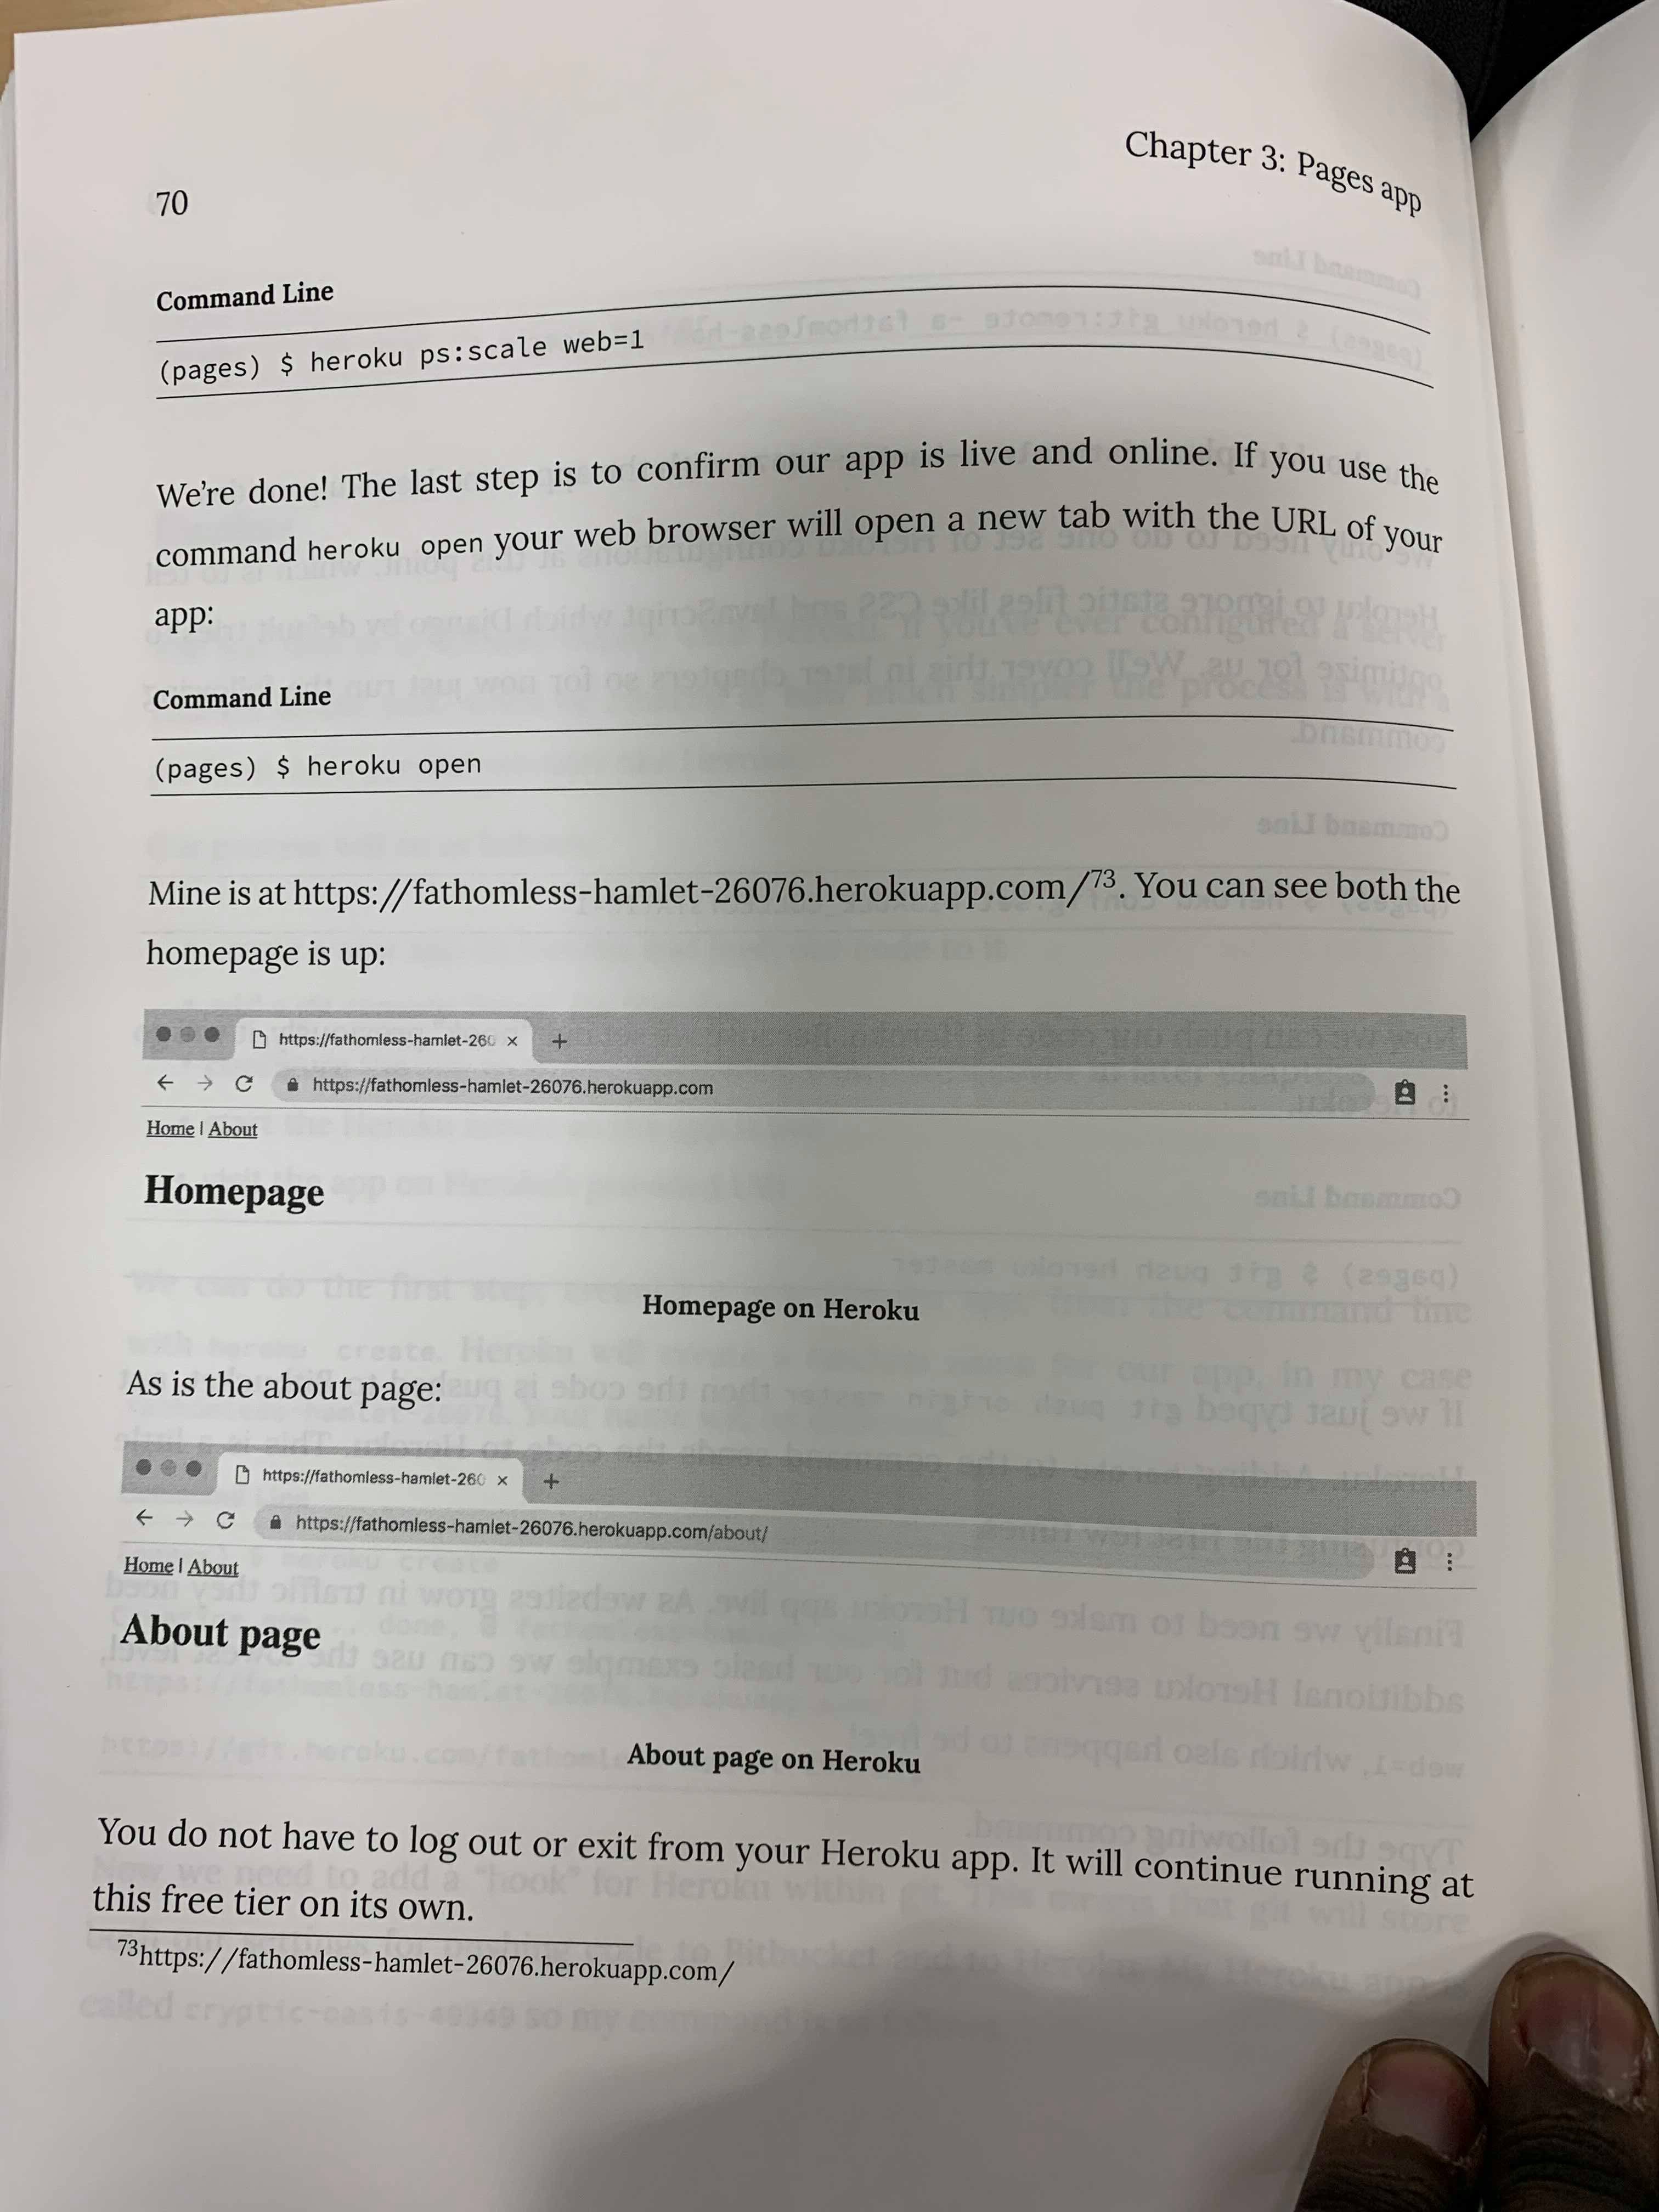 70
Chapter 3: Pages app
Command Line
(pages) $ heroku ps:scale web=1
We're done! The last step is to confirm our app is live and online. If you use the
command heroku open your web browser will open a new tab with the URL of your
app:
Command Line
(pages) $ heroku open
Mine is at https://fathomless-hamlet-26076.herokuapp.com/73. You can see both the
homepage is up:
https://fathomless-hamlet-260
https://fathomless-hamlet-26076.herokuapp.com
Home | About
Homepage
Homepage on Heroku
As is the about page:
https://fathomless-hamlet-260
https://fathomless-hamlet-26076.herokuapp.com/about/
Home | About
About page
About page on Heroku
You do not have to log out or exit from your Heroku app. It will continue running at
this free tier on its own.
73https://fathomless-hamlet-26076.herokuapp.com/